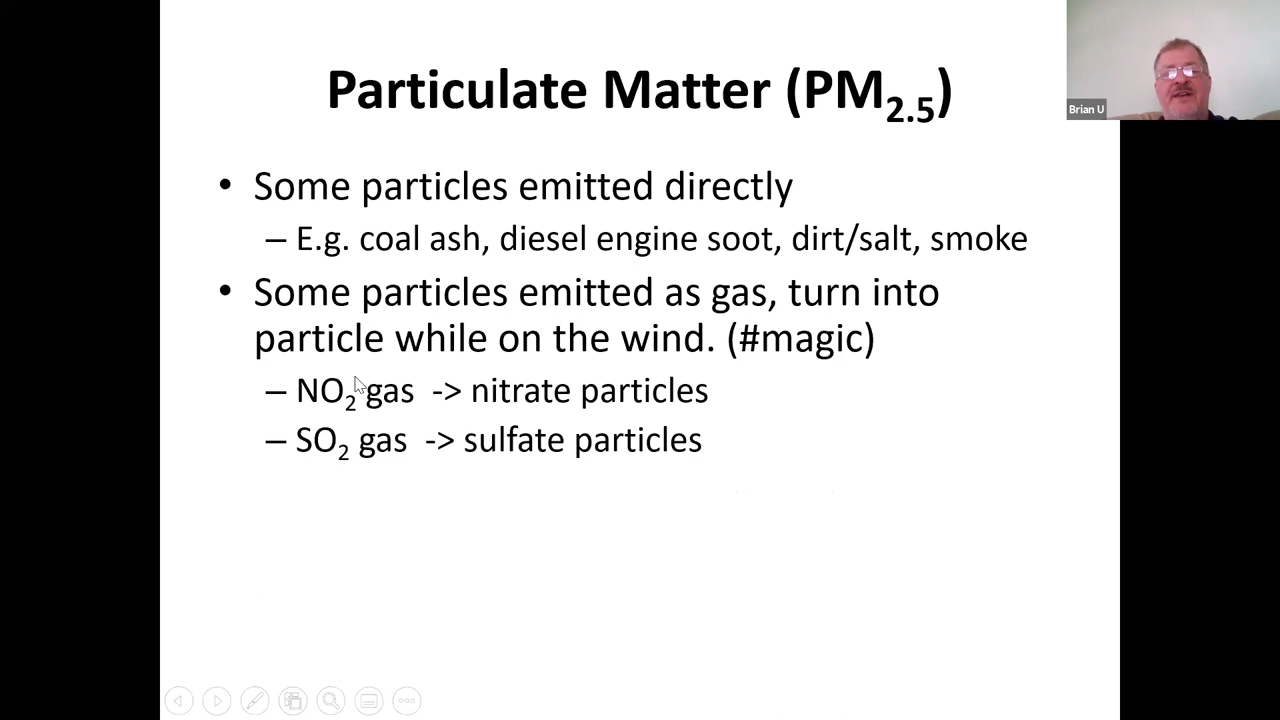 Particulate Matter (PM2.5)
Brian U
• Some particles emitted directly
– E.g. coal ash, diesel engine soot, dirt/salt, smoke
• Some particles emitted as gas, turn into
particle while on the wind. (#magic)
– NO2 gas -> nitrate particles
– SO2 gas -> sulfate particles